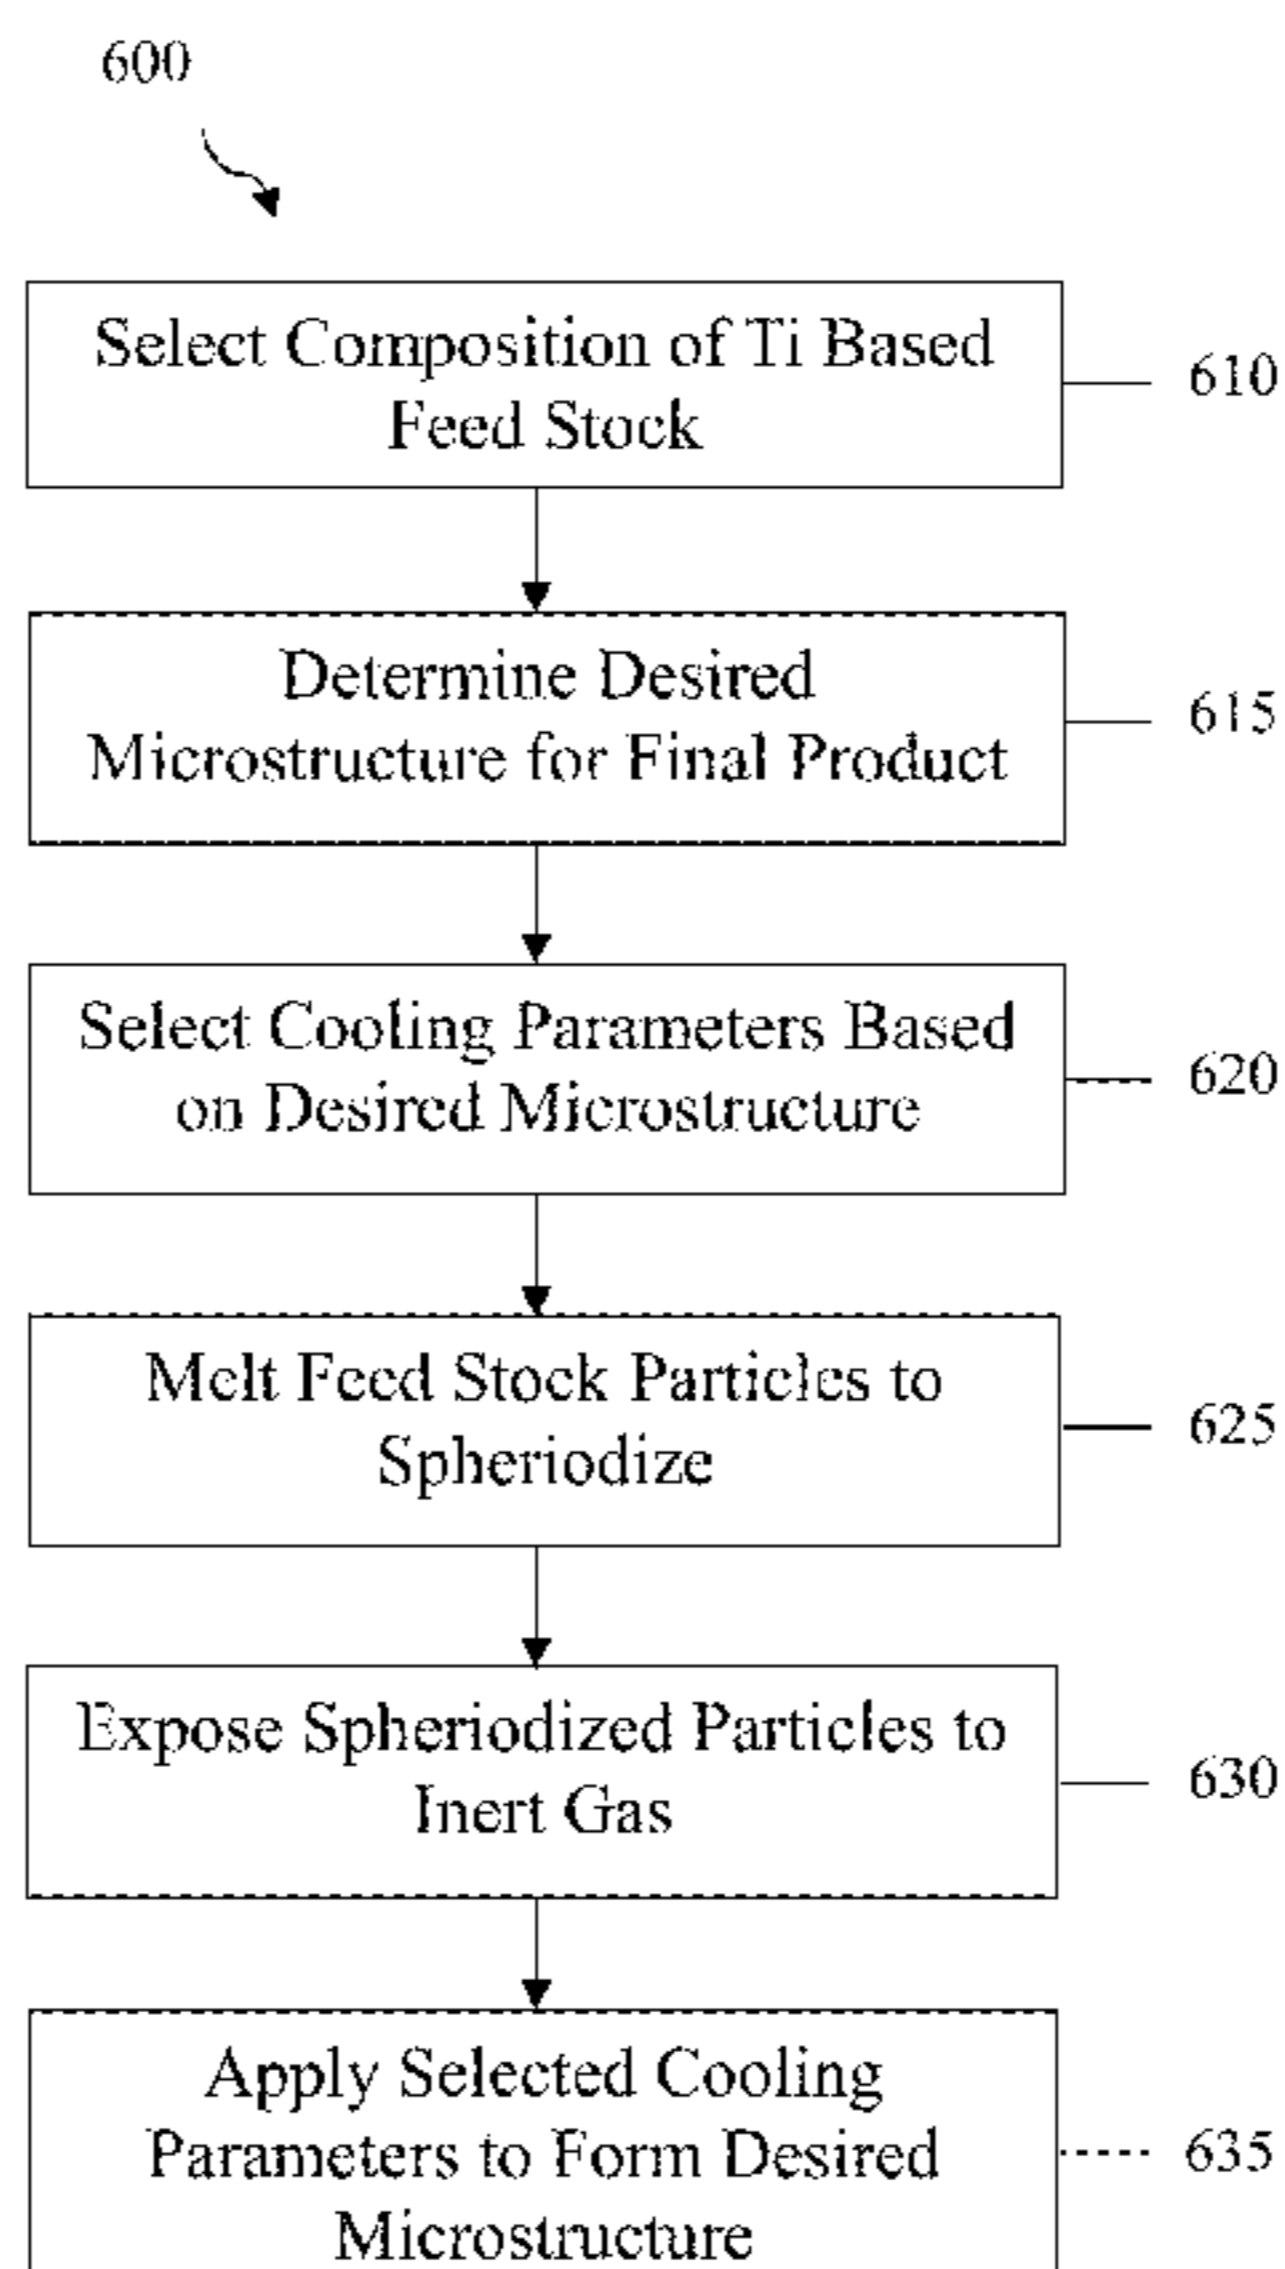 600
Select Composition of Ti Based
Feed Stock
610
Determine Desired
Microstructure for Final Product
615
Select Cooling Parameters Based
on Desired Microstructure
620
Melt Feed Stock Particles to
Spheriodize
625
Expose Spheriodized Particles to
Inert Gas
630
Apply Selected Cooling
Parameters to Form Desired
Microstructure
635